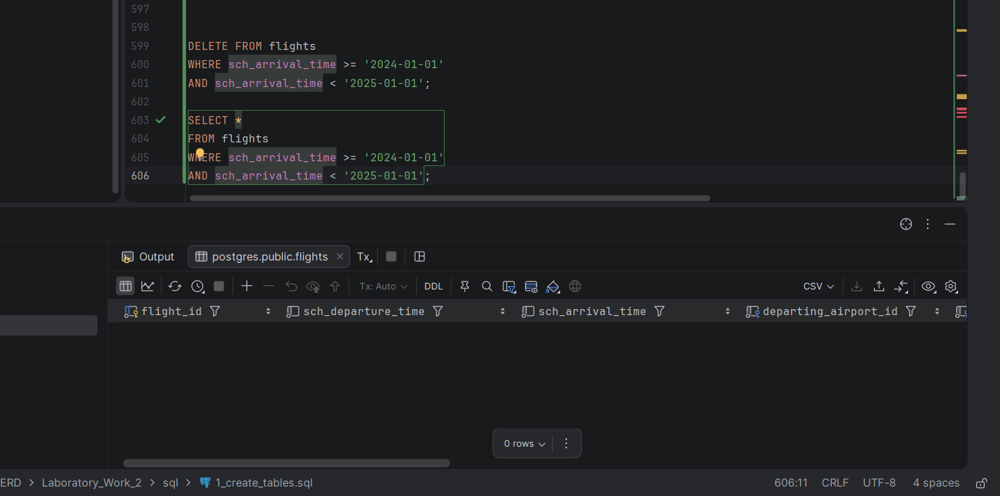 597
598
599 DELETE FROM flights
600 WHERE sch_arrival_time >= '2024-01-01'
601 AND sch_arrival_time < '2025-01-01';
602
603 SELECT *
604 FROM flights
605 WHERE sch_arrival_time >= '2024-01-01'
606 AND sch_arrival_time < '2025-01-01';
Output postgres.public.flights Tx
Tx: Auto DDL CSV
flight_id sch_departure_time sch_arrival_time departing_airport_id
0 rows
ERD Laboratory_Work_2 sql 1_create_tables.sql 606:11 CRLF UTF-8 4 spaces